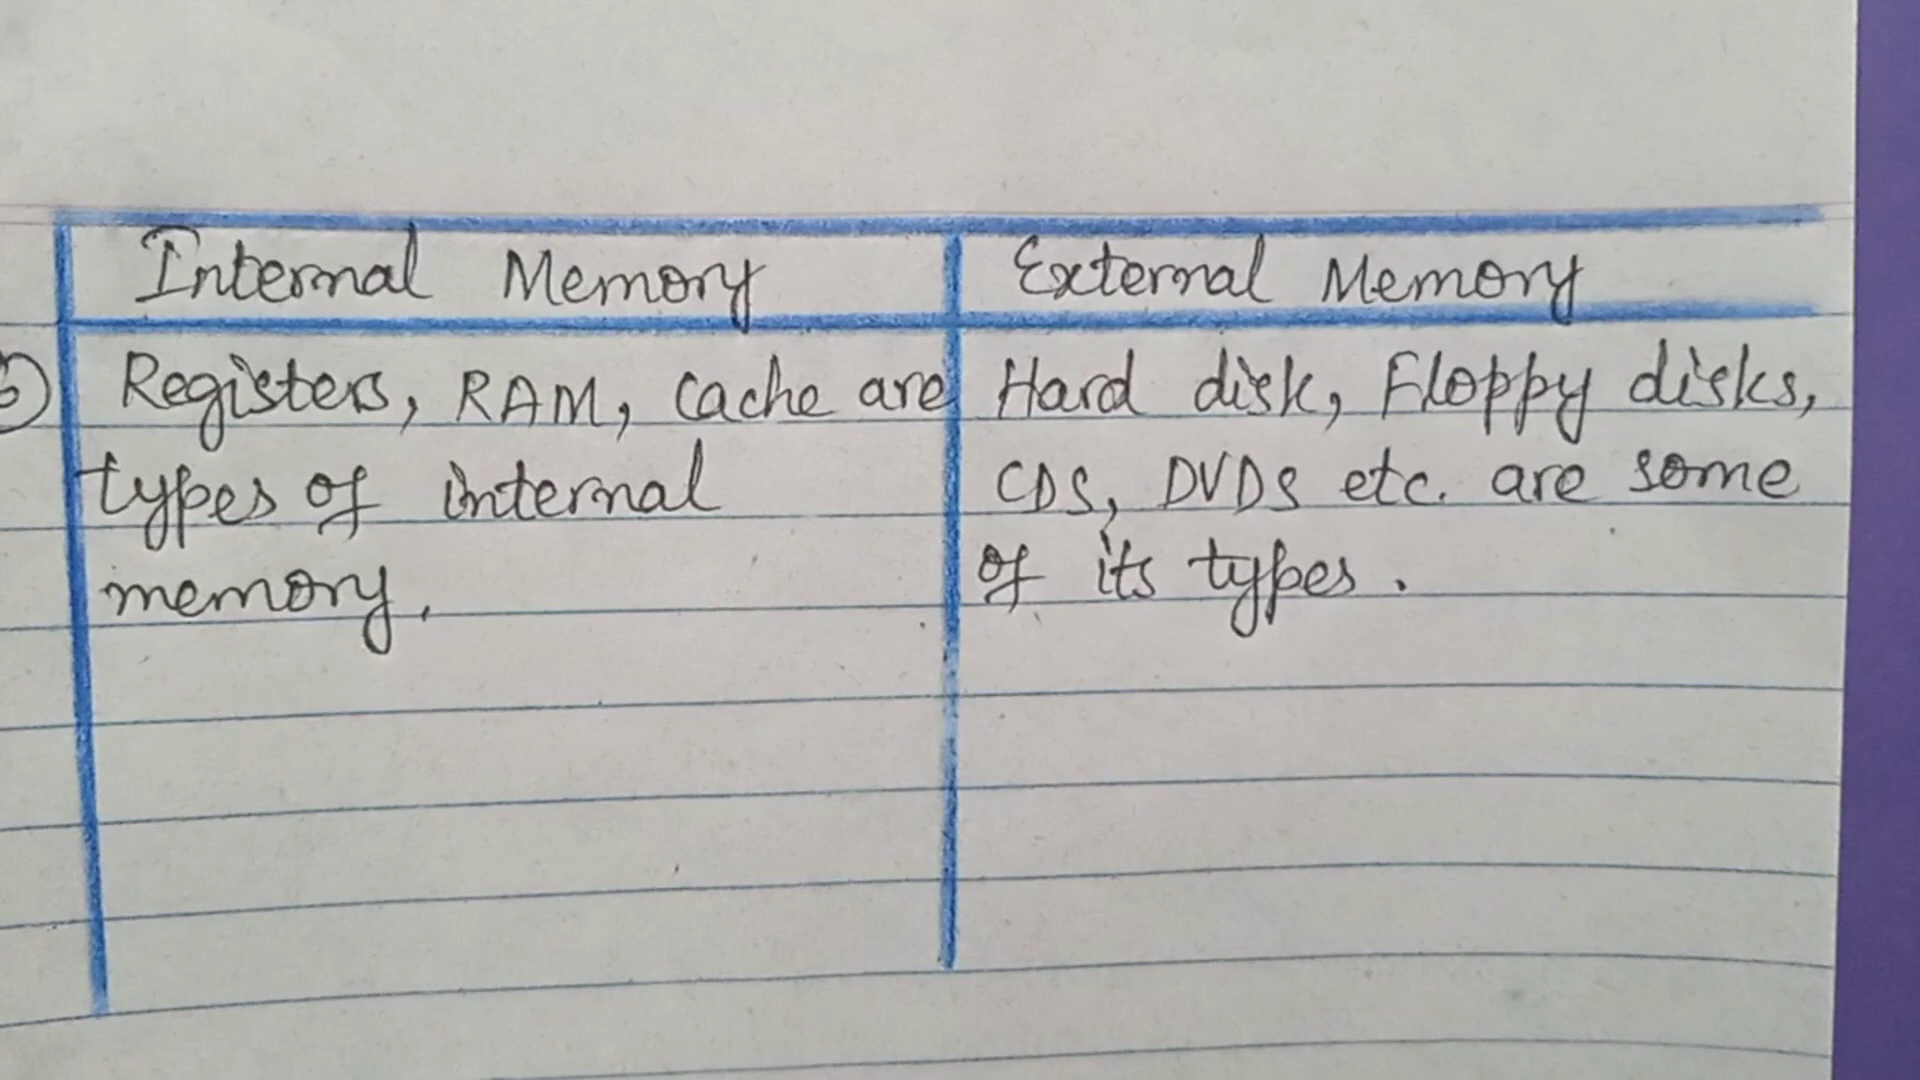 Internal Memory
External Memory
Registers, RAM, Cache are
types of internal
memory.
Hard disk, Floppy disks,
CDS, DVDS etc. are some
of its types.